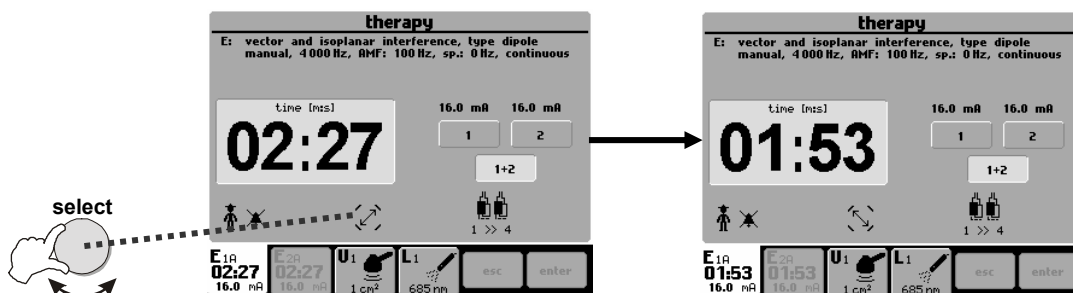 therapy
E: vector and isoplanar interference, type dipole
manual, 4000 Hz, AMF: 100 Hz, sp.: 0 Hz, continuous
time [m:s]
02:27
16.0 mA 16.0 mA
1 2
1+2
1 >> 4
E1A
02:27
16.0 mA
E2A
02:27
16.0 mA
U1
1 cm²
L1
685 nm
esc
enter
select
therapy
E: vector and isoplanar interference, type dipole
manual, 4000 Hz, AMF: 100 Hz, sp.: 0 Hz, continuous
time [m:s]
01:53
16.0 mA 16.0 mA
1 2
1+2
1 >> 4
E1A
01:53
16.0 mA
E2A
01:53
16.0 mA
U1
1 cm²
L1
685 nm
esc
enter